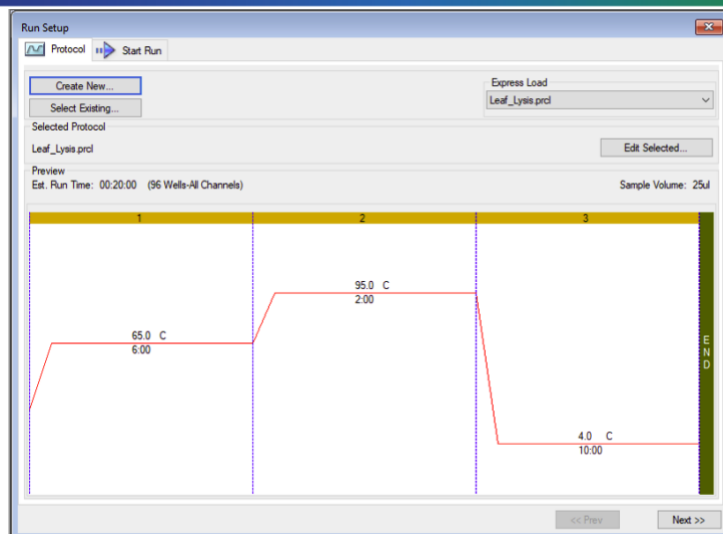 Run Setup
Protocol
Start Run
Create New...
Select Existing...
Express Load
Leaf_Lysis.prcl
Selected Protocol
Leaf_Lysis.prcl
Edit Selected...
Preview
Est. Run Time: 00:20:00 (96 Wells-All Channels)
Sample Volume: 25ul
1 2 3
95.0 C
2:00
65.0 C
6:00
END
4.0 C
10:00
<< Prev
Next >>